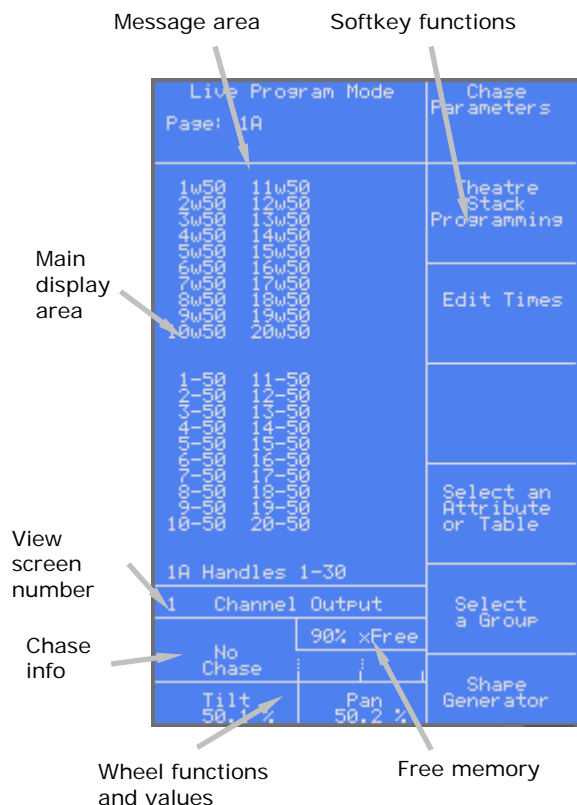 Message area
Softkey functions
Live Program Mode
Page: 1A
Chase
Parameters
1w50 11w50
2w50 12w50
3w50 13w50
4w50 14w50
5w50 15w50
6w50 16w50
7w50 17w50
8w50 18w50
9w50 19w50
10w50 20w50
Theatre
Stack
Programming
Main
display
area
Edit Times
1-50 11-50
2-50 12-50
3-50 13-50
4-50 14-50
5-50 15-50
6-50 16-50
7-50 17-50
8-50 18-50
9-50 19-50
10-50 20-50
Select an
Attribute
or Table
1A Handles 1-30
View
screen
number
1 Channel Output
Select
a Group
90% xFree
Chase
info
No
Chase
Tilt
50.1 %
Pan
50.2 %
Shape
Generator
Wheel functions
and values
Free memory